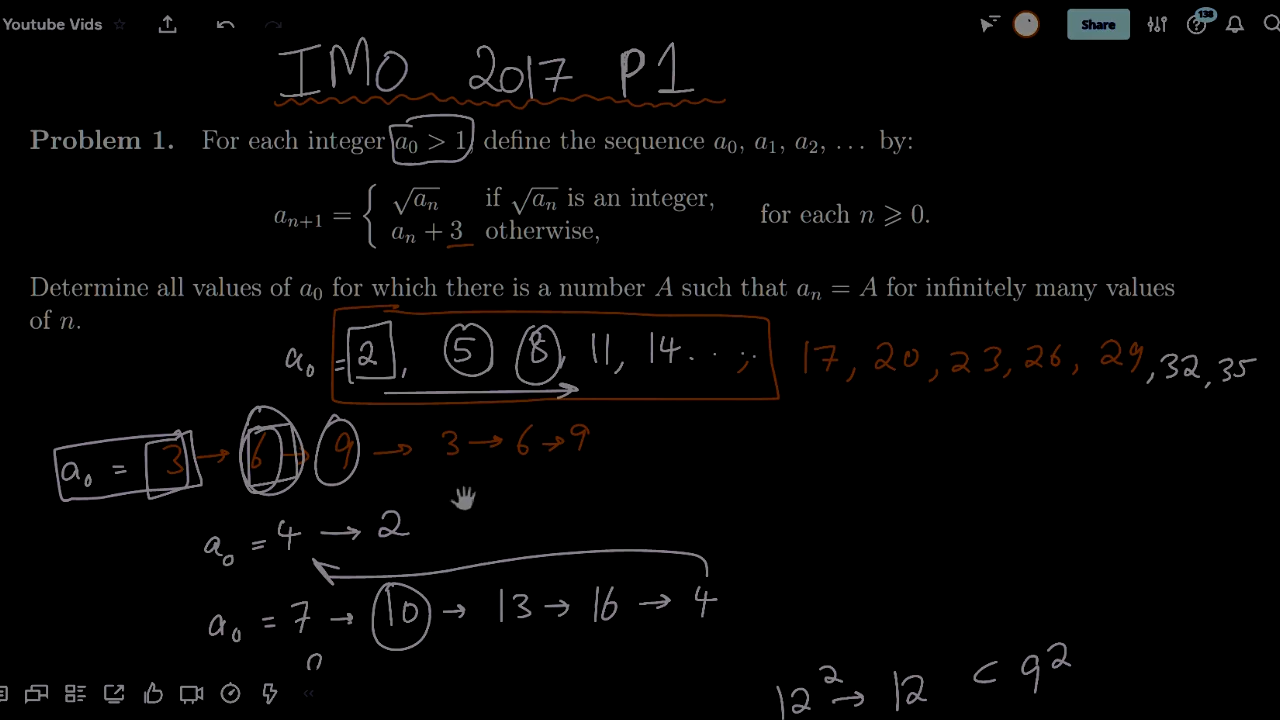 Youtube Vids
Share
138
IMO 2017 P1
Problem 1. For each integer a₀ > 1, define the sequence a₀, a₁, a₂, … by:
aₙ₊₁ = { √aₙ if √aₙ is an integer,
aₙ + 3 otherwise,
for each n ⩾ 0.
Determine all values of a₀ for which there is a number A such that aₙ = A for infinitely many values
of n.
a₀ = 2, 5 8, 11, 14. . , . 17, 20, 23, 26, 29, 32, 35
a₀ = 3 → 6 → 9 → 3 → 6 → 9
a₀ = 4 → 2
a₀ = 7 → 10 → 13 → 16 → 4
12² → 12 < 9²